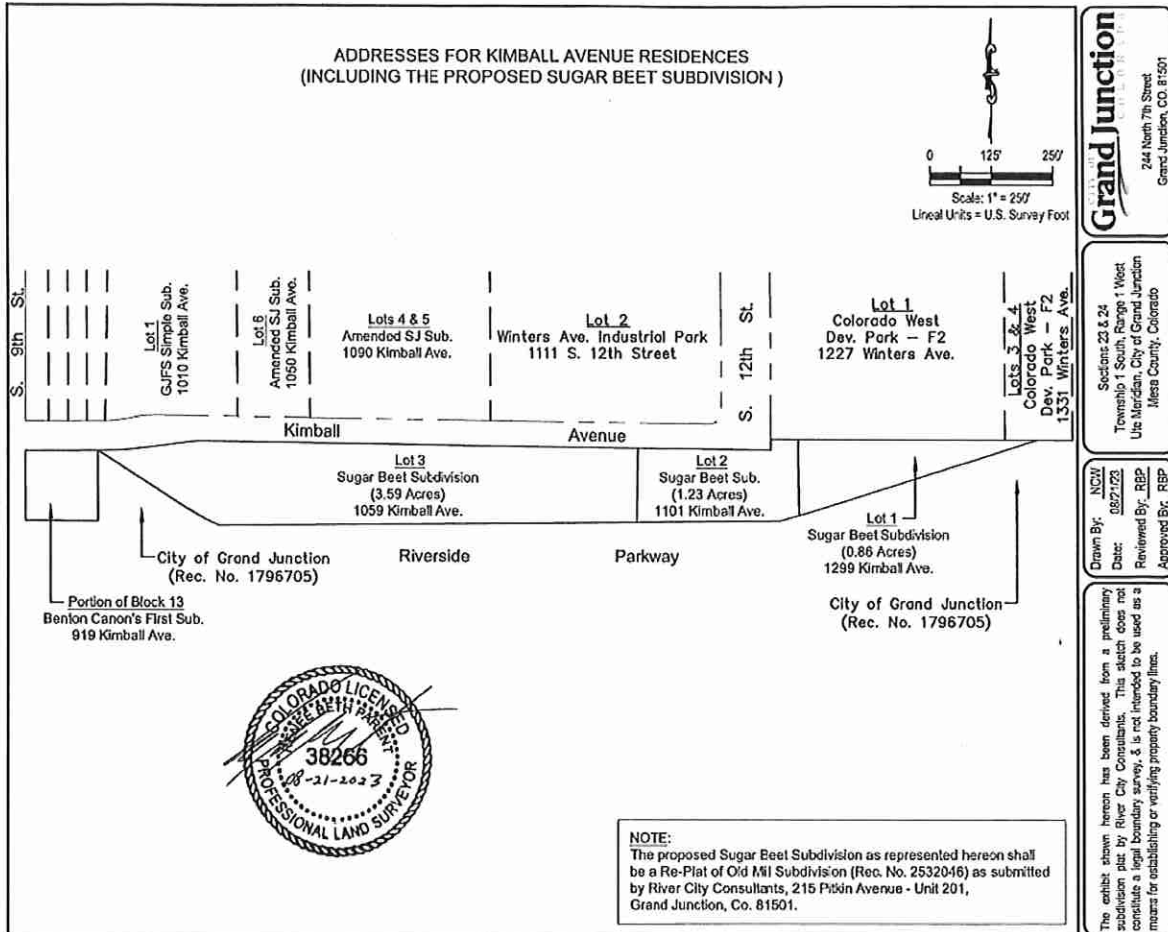 ADDRESSES FOR KIMBALL AVENUE RESIDENCES
(INCLUDING THE PROPOSED SUGAR BEET SUBDIVISION )
0 125' 250'
Scale: 1" = 250'
Lineal Units = U.S. Survey Foot
S. 9th St.
Lot 1
GJFS Simple Sub.
1010 Kimball Ave.
Lot 6
Amended SJ Sub.
1050 Kimball Ave.
Lots 4 & 5
Amended SJ Sub.
1090 Kimball Ave.
Lot 2
Winters Ave. Industrial Park
1111 S. 12th Street
S. 12th St.
Lot 1
Colorado West
Dev. Park – F2
1227 Winters Ave.
Lots 3 & 4
Colorado West
Dev. Park – F2
1331 Winters Ave.
Kimball Avenue
Lot 3
Sugar Beet Subdivision
(3.59 Acres)
1059 Kimball Ave.
Lot 2
Sugar Beet Sub.
(1.23 Acres)
1101 Kimball Ave.
Lot 1
Sugar Beet Subdivision
(0.86 Acres)
1299 Kimball Ave.
City of Grand Junction
(Rec. No. 1796705)
Riverside Parkway
City of Grand Junction
(Rec. No. 1796705)
Portion of Block 13
Benton Canon's First Sub.
919 Kimball Ave.
COLORADO LICENSED
RENEE BETH PARENT
38266
08-21-2023
PROFESSIONAL LAND SURVEYOR
NOTE:
The proposed Sugar Beet Subdivision as represented hereon shall
be a Re-Plat of Old Mill Subdivision (Rec. No. 2532046) as submitted
by River City Consultants, 215 Pitkin Avenue - Unit 201,
Grand Junction, Co. 81501.
CITY OF
Grand Junction
COLORADO
244 North 7th Street
Grand Junction, CO. 81501
Sections 23 & 24
Township 1 South, Range 1 West
Ute Meridian, City of Grand Junction
Mesa County, Colorado
Drawn By: NCW
Date: 08/21/23
Reviewed By: RBP
Approved By: RBP
The exhibit shown hereon has been derived from a preliminary
subdivision plat by River City Consultants. This sketch does not
constitute a legal boundary survey, & is not intended to be used as a
means for establishing or verifying property boundary lines.